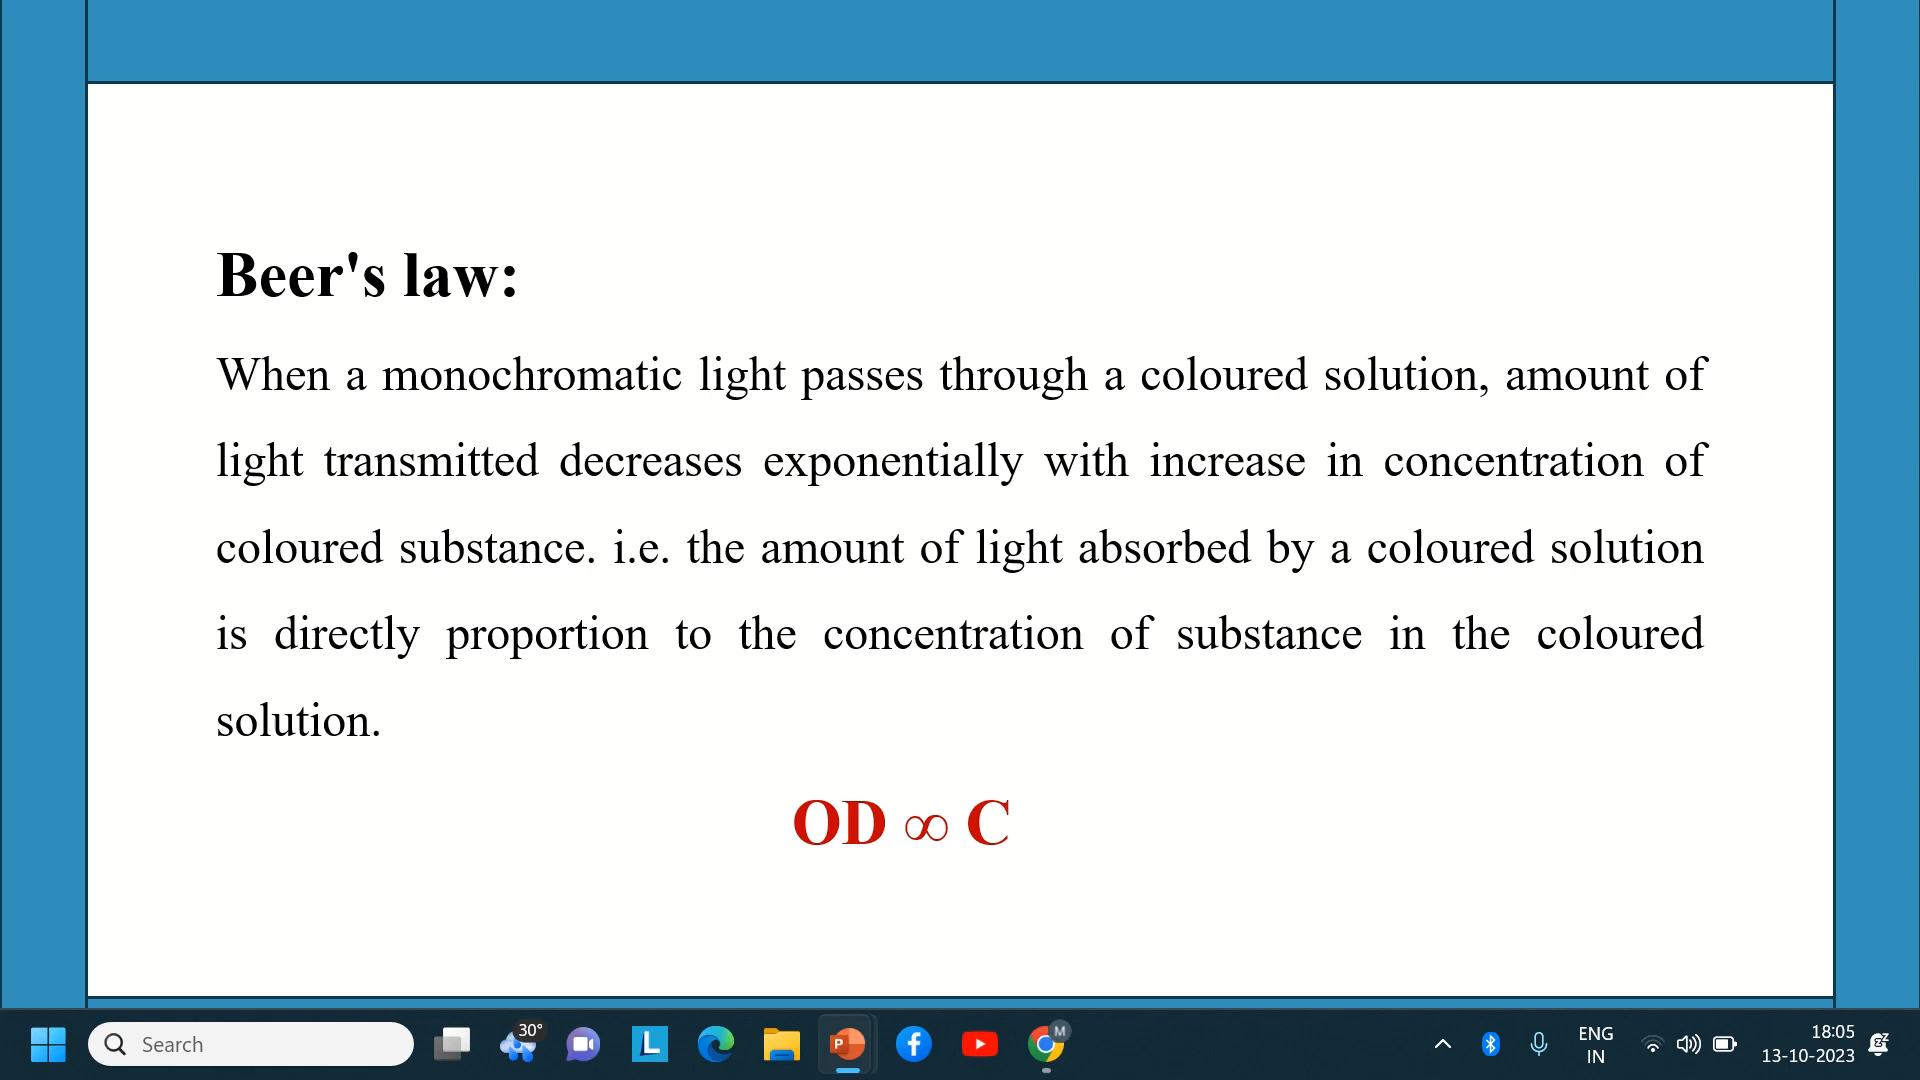 Beer's law:
When a monochromatic light passes through a coloured solution, amount of
light transmitted decreases exponentially with increase in concentration of
coloured substance. i.e. the amount of light absorbed by a coloured solution
is directly proportion to the concentration of substance in the coloured
solution.
OD ∞ C
Search
30°
L
P
M
ENG
IN
18:05
13-10-2023